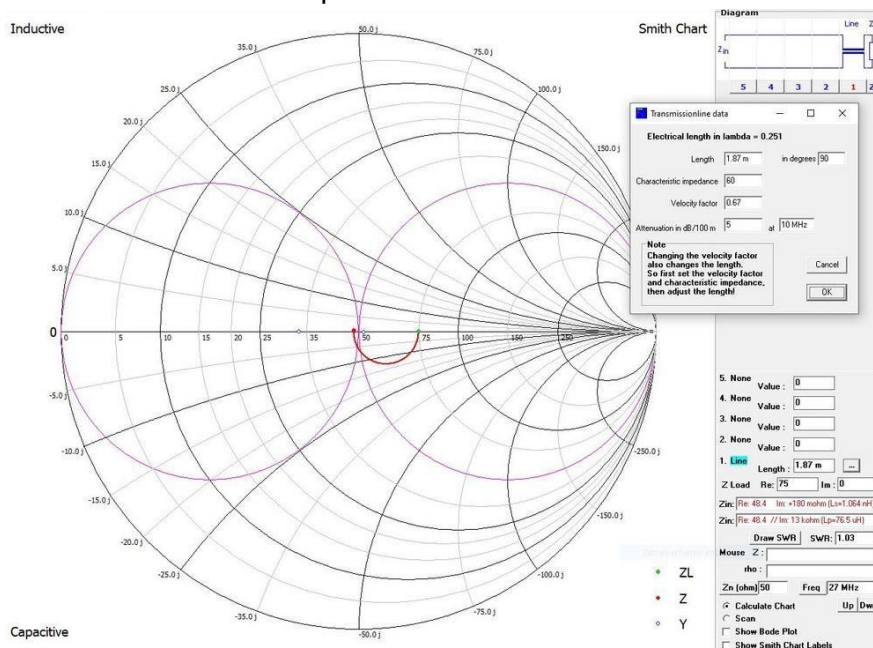 Inductive
Smith Chart
50.0 j
35.0 j
75.0 j
25.0 j
100.0 j
20.0 j
15.0 j
150.0 j
10.0 j
5.0 j
0
0 5 10 15 20 25 35 50 75 100 150 250
-5.0 j
-10.0 j
-250.0 j
-15.0 j
-150.0 j
-20.0 j
-25.0 j
-100.0 j
-35.0 j
-75.0 j
-50.0 j
Capacitive
ZL
Z
Y
Diagram
Line Z
Z in
5 4 3 2 1 Z
Transmissionline data
Electrical length in lambda = 0.251
Length 1.87 m in degrees 90
Characteristic impedance 60
Velocity factor 0.67
Attenuation in dB/100 m 5 at 10 MHz
Note
Changing the velocity factor
also changes the length.
So first set the velocity factor
and characteristic impedance,
then adjust the length!
Cancel
OK
5. None Value : 0
4. None Value : 0
3. None Value : 0
2. None Value : 0
1. Line Length : 1.87 m ...
Z Load Re: 75 Im : 0
Zin: Re: 48.4 Im: +180 mohm (Ls=1.064 nH)
Zin: Re: 48.4 // Im: 13 kohm (Lp=76.5 uH)
Draw SWR SWR: 1.03
Mouse Z :
rho :
Zn (ohm) 50 Freq 27 MHz
Calculate Chart Up
Scan
Show Bode Plot
Show Smith Chart Labels